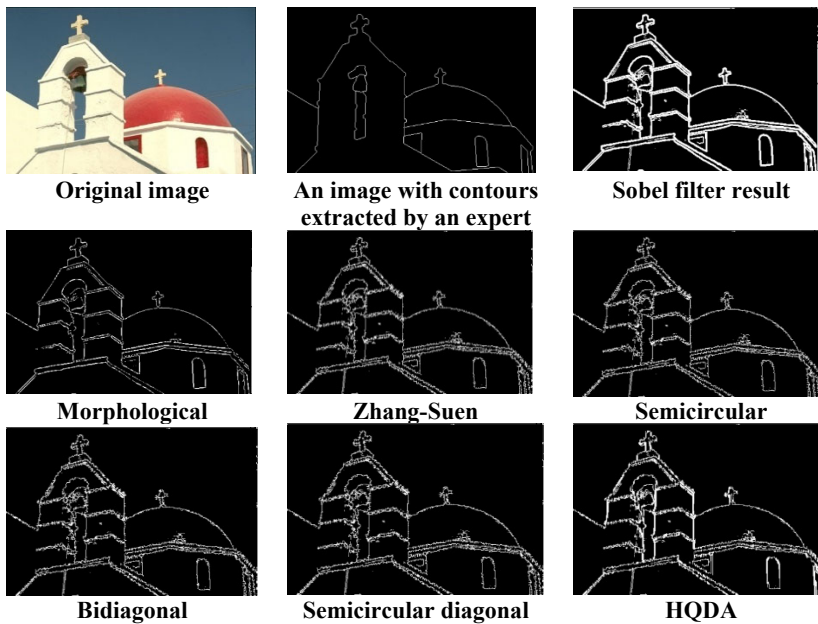 Original image
An image with contours
extracted by an expert
Sobel filter result
Morphological
Zhang-Suen
Semicircular
Bidiagonal
Semicircular diagonal
HQDA